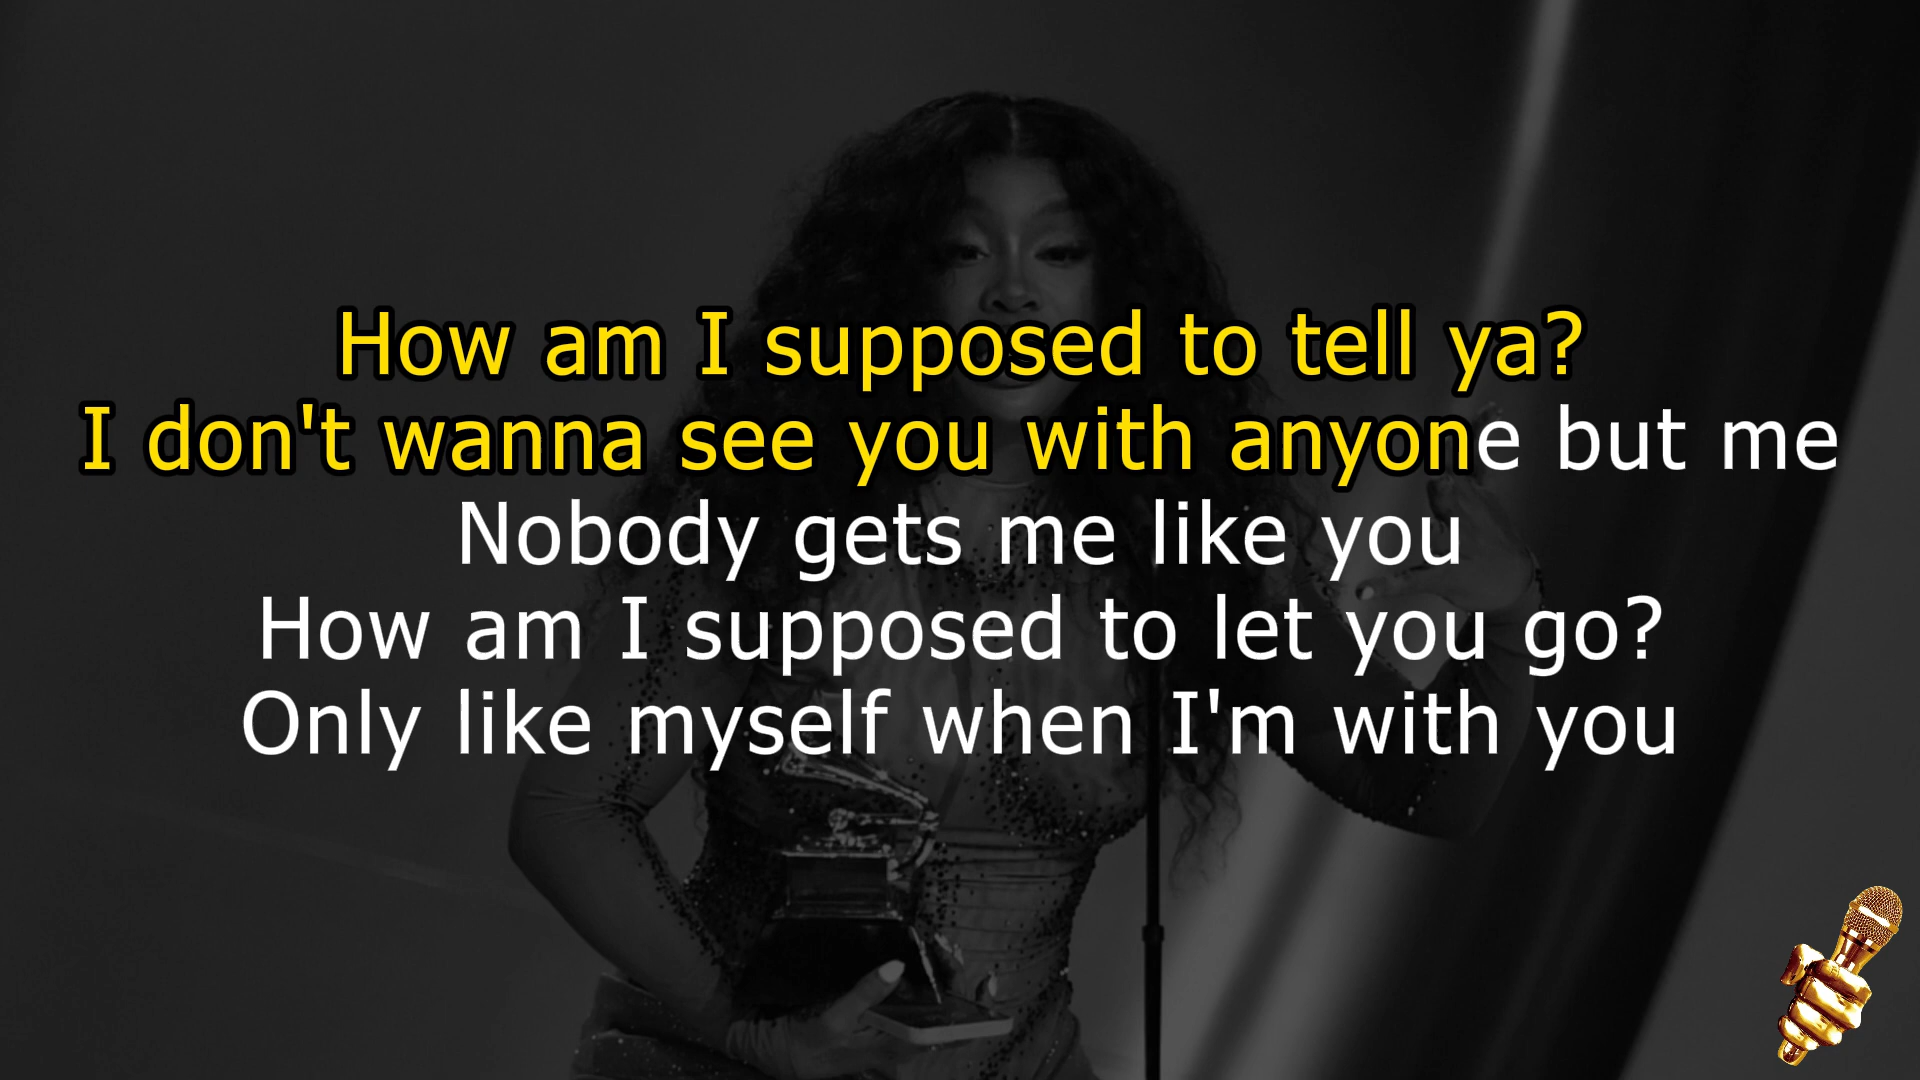 How am I supposed to tell ya?
I don't wanna see you with anyone but me
Nobody gets me like you
How am I supposed to let you go?
Only like myself when I'm with you